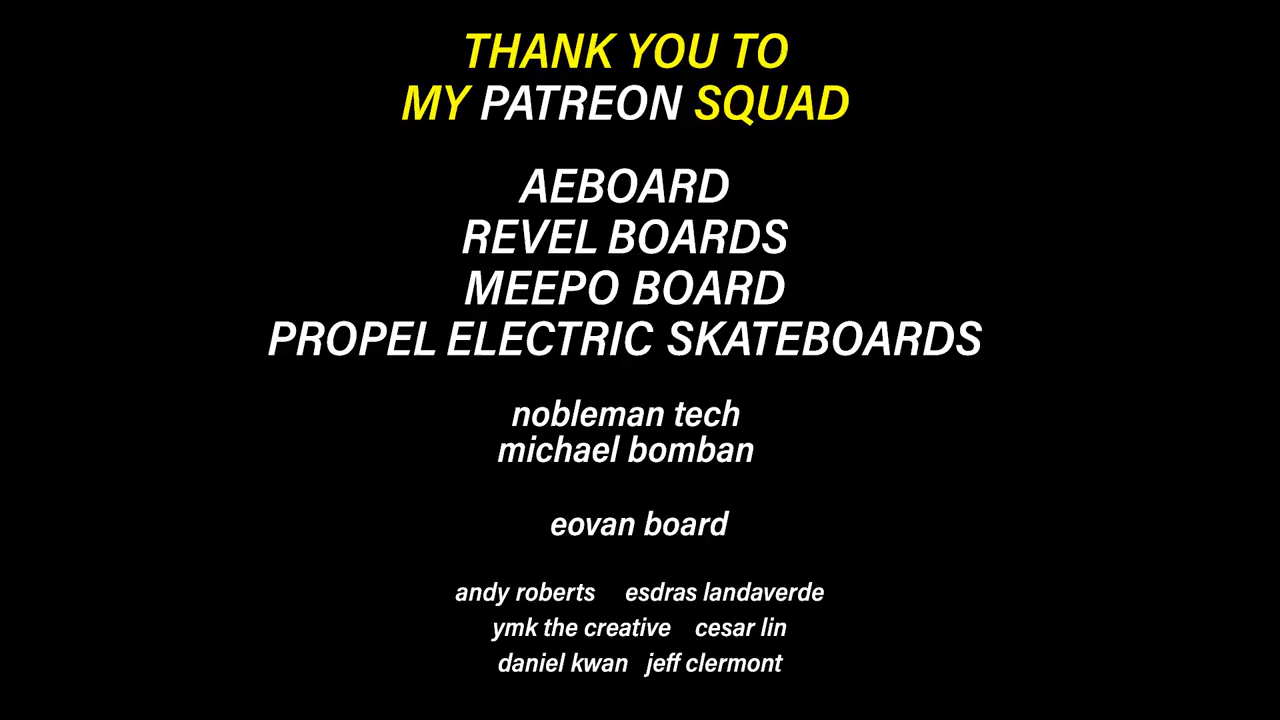 THANK YOU TO
MY PATREON SQUAD
AEBOARD
REVEL BOARDS
MEEPO BOARD
PROPEL ELECTRIC SKATEBOARDS
nobleman tech
michael bomban
eovan board
andy roberts esdras landaverde
ymk the creative cesar lin
daniel kwan jeff clermont